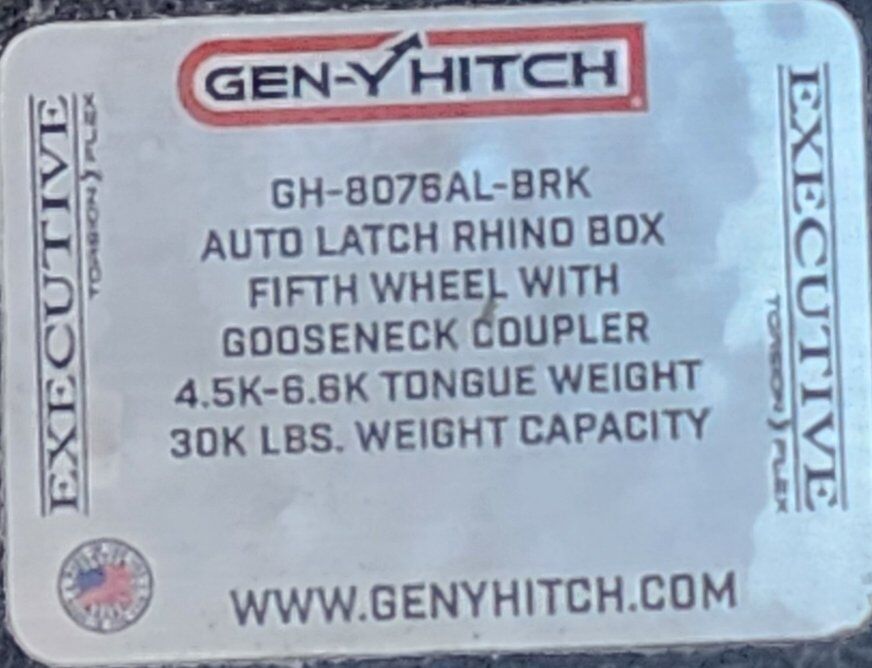 GEN-Y HITCH
GH-8076AL-BRK
AUTO LATCH RHINO BOX
FIFTH WHEEL WITH
GOOSENECK COUPLER
4.5K-6.6K TONGUE WEIGHT
30K LBS. WEIGHT CAPACITY
WWW.GENYHITCH.COM
EXECUTIVE
TORSION FLEX
EXECUTIVE
TORSION FLEX